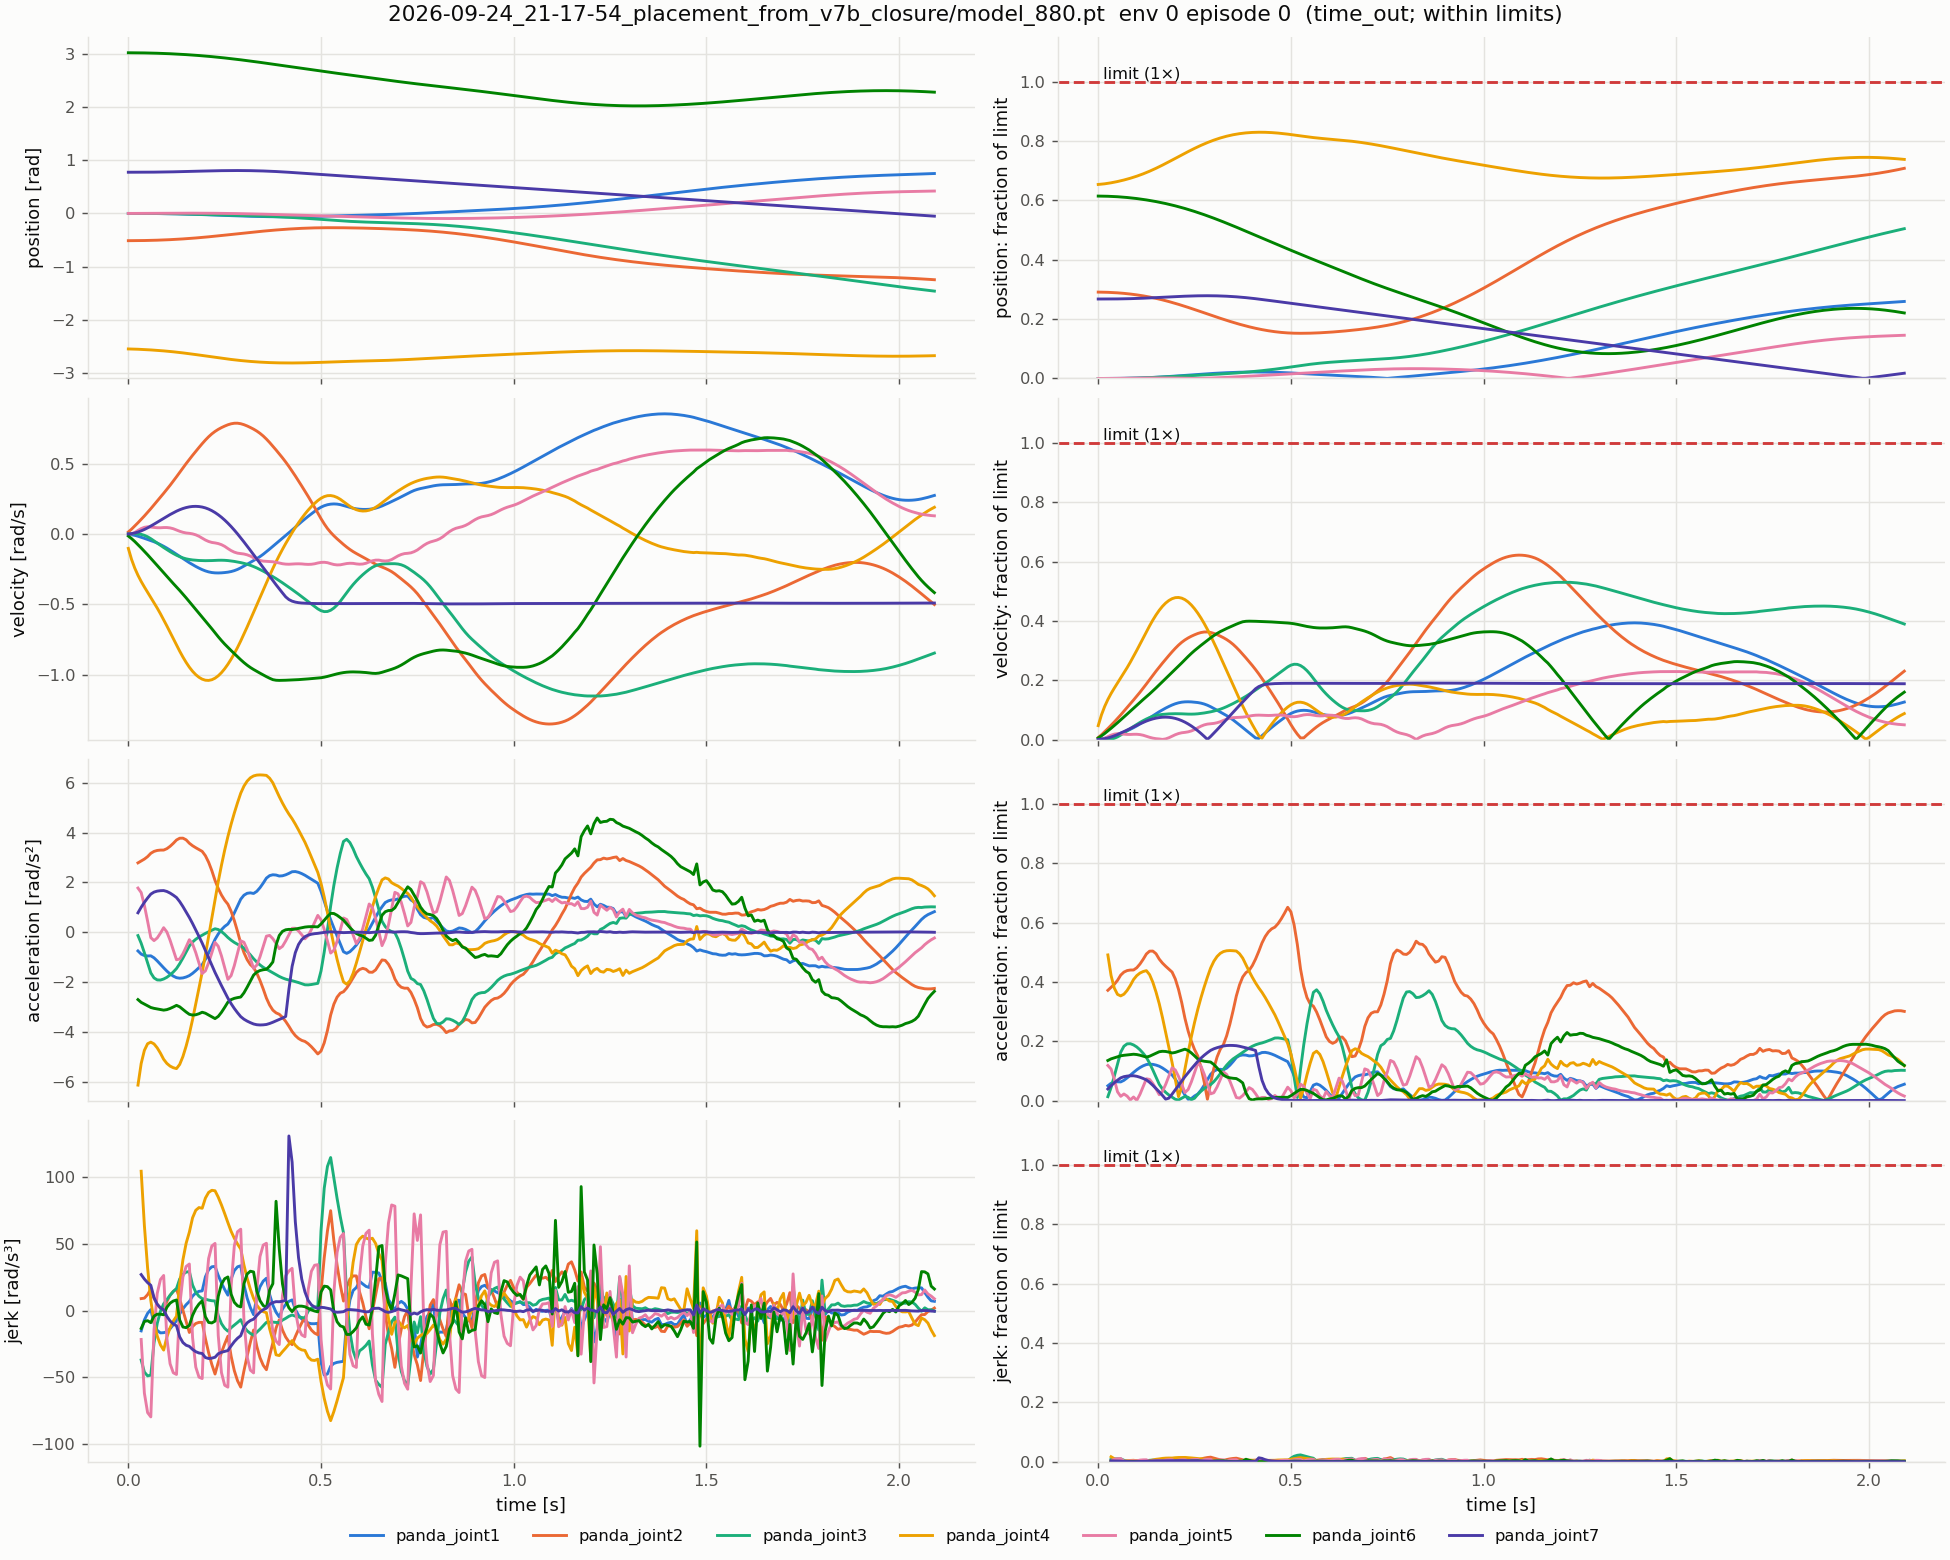 2026-09-24_21-17-54_placement_from_v7b_closure/model_880.pt  env 0 episode 0  (time_out; within limits)
position [rad]
3
2
1
0
−1
−2
−3
position: fraction of limit
limit (1×)
1.0
0.8
0.6
0.4
0.2
0.0
velocity [rad/s]
0.5
0.0
−0.5
−1.0
velocity: fraction of limit
limit (1×)
1.0
0.8
0.6
0.4
0.2
0.0
acceleration [rad/s²]
6
4
2
0
−2
−4
−6
acceleration: fraction of limit
limit (1×)
1.0
0.8
0.6
0.4
0.2
0.0
jerk [rad/s³]
100
50
0
−50
−100
0.0 0.5 1.0 1.5 2.0
time [s]
jerk: fraction of limit
limit (1×)
1.0
0.8
0.6
0.4
0.2
0.0
0.0 0.5 1.0 1.5 2.0
time [s]
panda_joint1 panda_joint2 panda_joint3 panda_joint4 panda_joint5 panda_joint6 panda_joint7